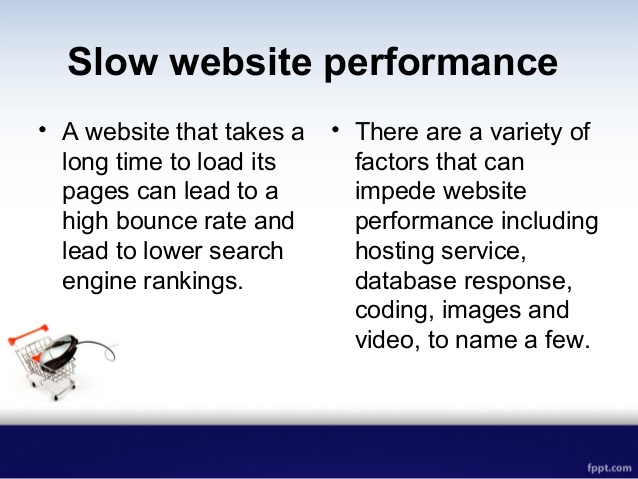 Slow website performance
• A website that takes a
long time to load its
pages can lead to a
high bounce rate and
lead to lower search
engine rankings.
• There are a variety of
factors that can
impede website
performance including
hosting service,
database response,
coding, images and
video, to name a few.
fppt.com